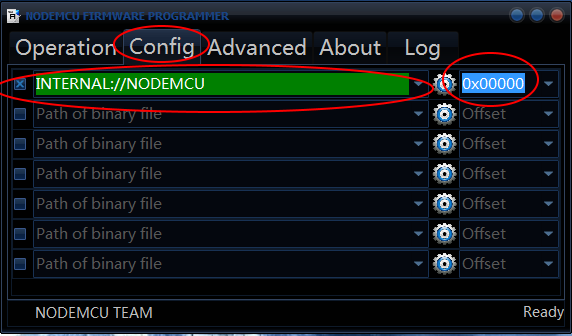 NODEMCU FIRMWARE PROGRAMMER
Operation Config Advanced About Log
INTERNAL://NODEMCU 0x00000
Path of binary file Offset
Path of binary file Offset
Path of binary file Offset
Path of binary file Offset
Path of binary file Offset
Path of binary file Offset
NODEMCU TEAM Ready